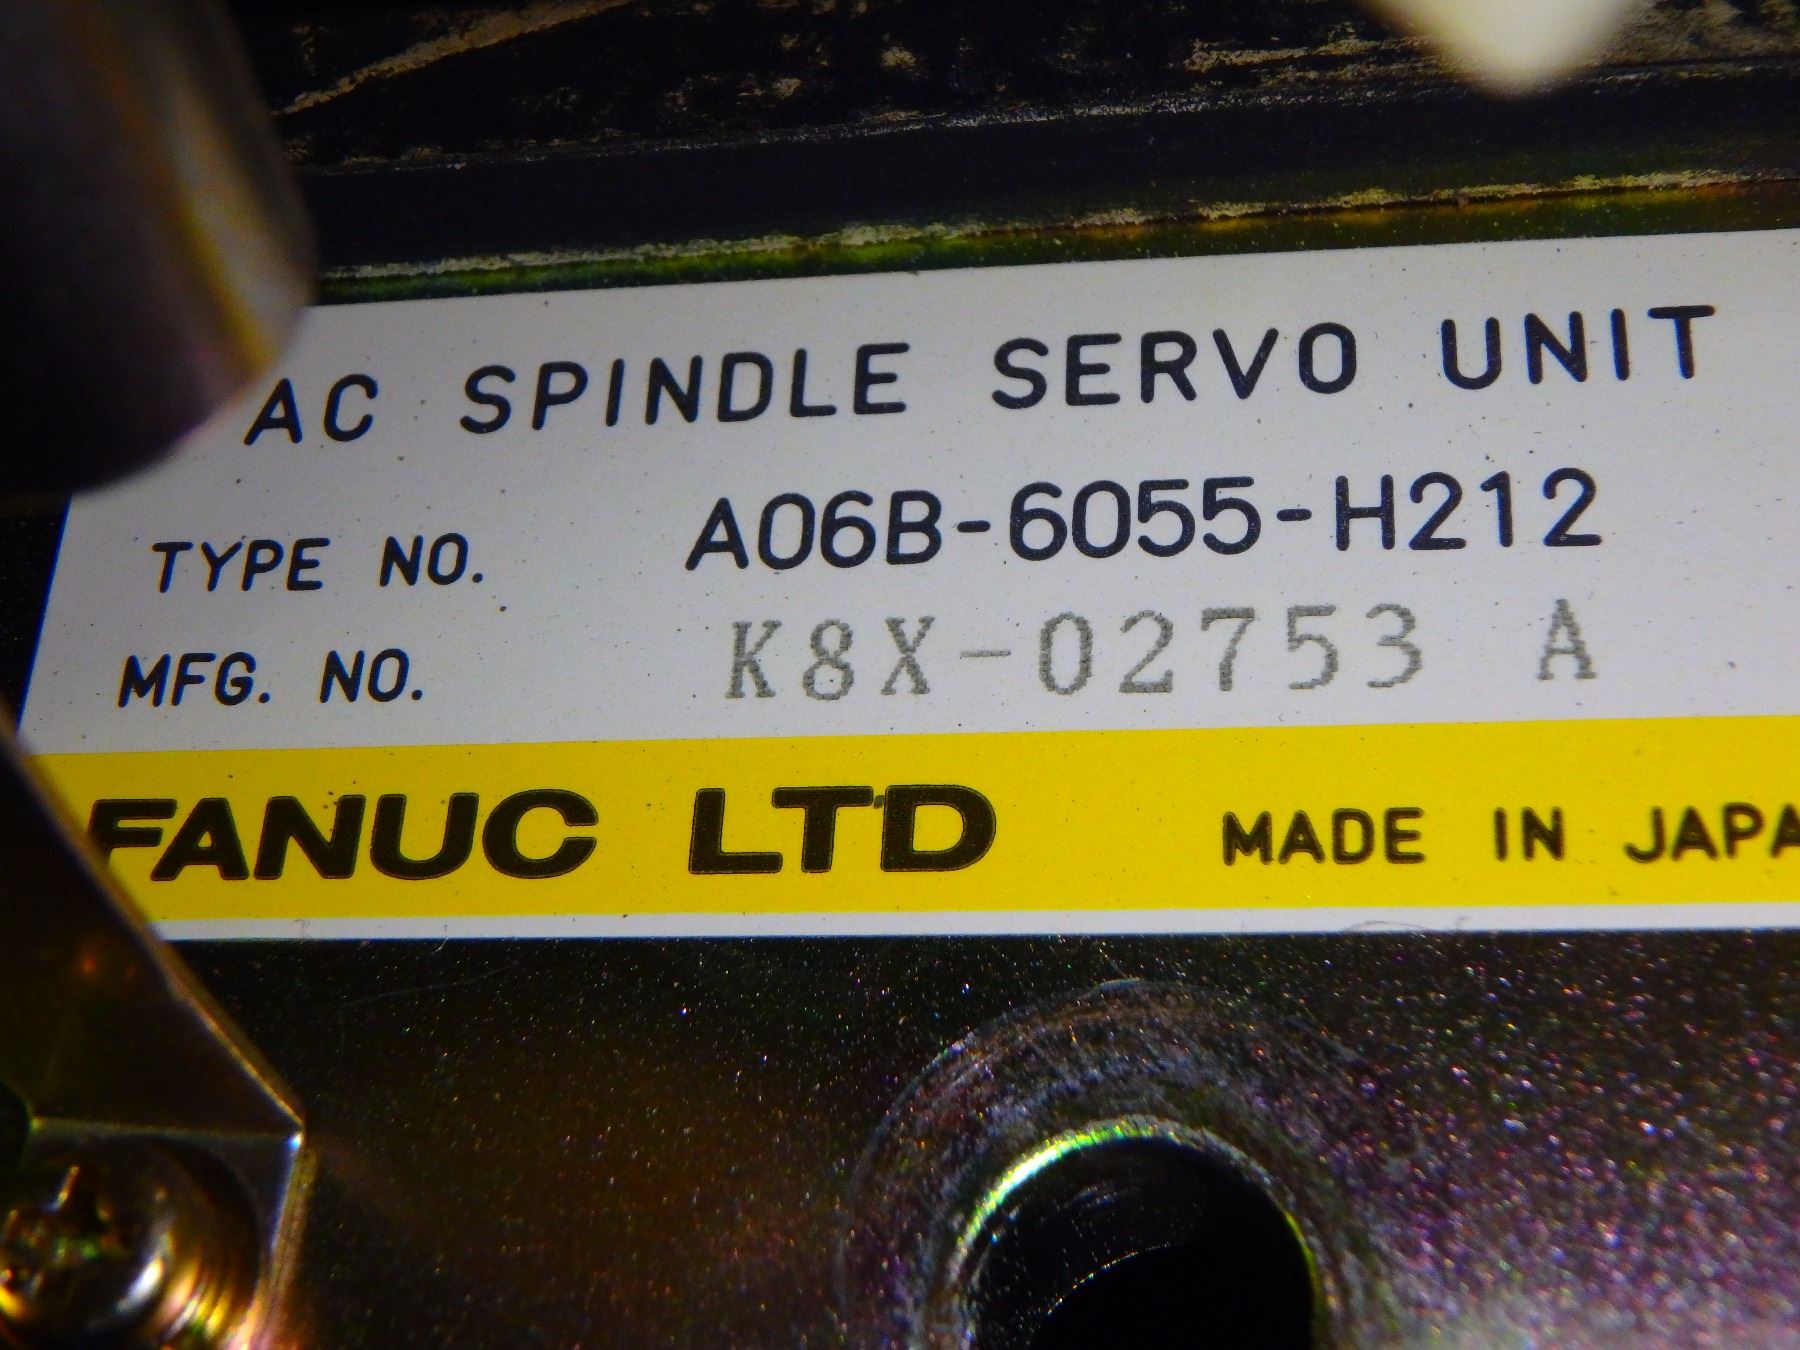 AC SPINDLE SERVO UNIT
TYPE NO. A06B-6055-H212
MFG. NO. K8X-02753 A
FANUC LTD MADE IN JAPA